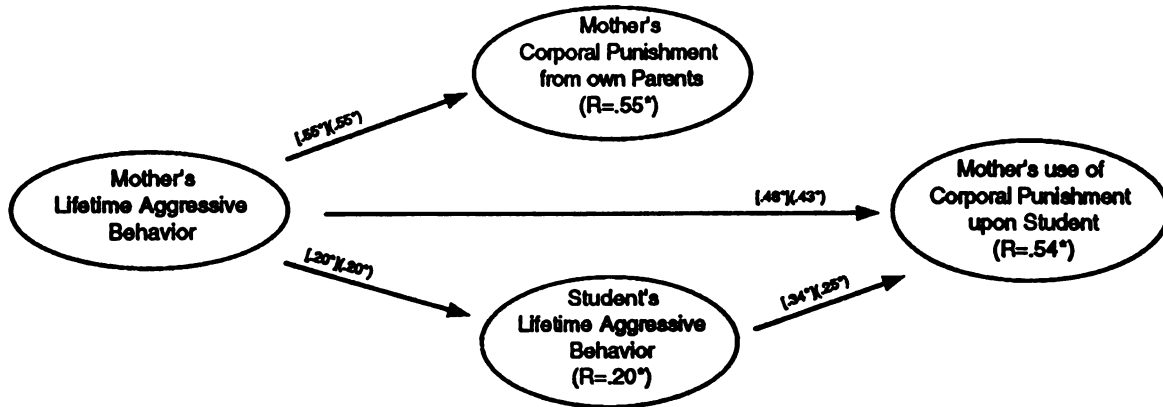 Mother's
Corporal Punishment
from own Parents
(R=.55*)
[.55*](.55*)
Mother's
Lifetime Aggressive
Behavior
[.48*](.43*)
Mother's use of
Corporal Punishment
upon Student
(R=.54*)
[.20*](.20*)
Student's
Lifetime Aggressive
Behavior
(R=.20*)
[.34*](.25*)